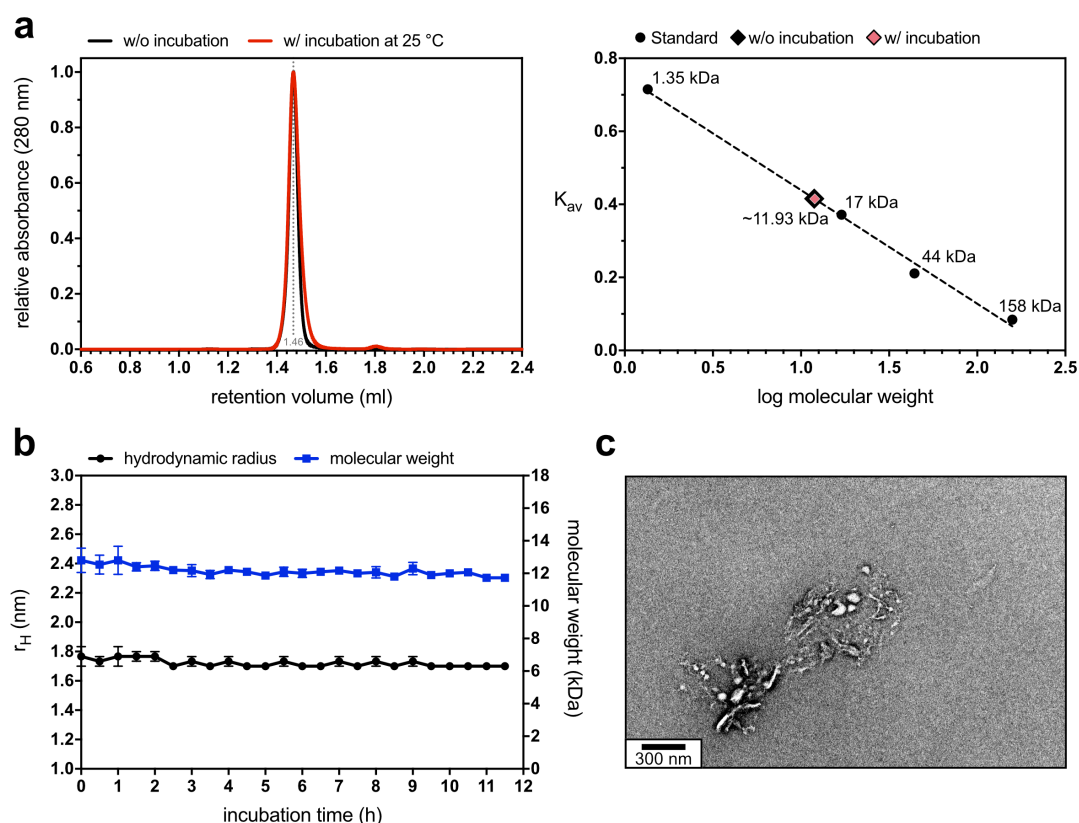 a
w/o incubation w/ incubation at 25 °C
relative absorbance (280 nm)
1.0
0.8
0.6
0.4
0.2
0.0
1.46
0.6 0.8 1.0 1.2 1.4 1.6 1.8 2.0 2.2 2.4
retention volume (ml)
Standard w/o incubation w/ incubation
Kav
0.8
0.6
0.4
0.2
0.0
1.35 kDa
~11.93 kDa
17 kDa
44 kDa
158 kDa
0.0 0.5 1.0 1.5 2.0 2.5
log molecular weight
b
hydrodynamic radius molecular weight
rH (nm)
3.0
2.8
2.6
2.4
2.2
2.0
1.8
1.6
1.4
1.2
1.0
18
16
14
12
10
8
6
4
2
0
molecular weight (kDa)
0 1 2 3 4 5 6 7 8 9 10 11 12
incubation time (h)
c
300 nm